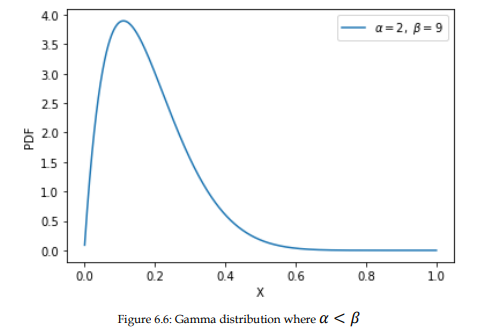 4.0
α = 2, β = 9
3.5
3.0
2.5
PDF
2.0
1.5
1.0
0.5
0.0
0.0 0.2 0.4 0.6 0.8 1.0
X
Figure 6.6: Gamma distribution where α < β